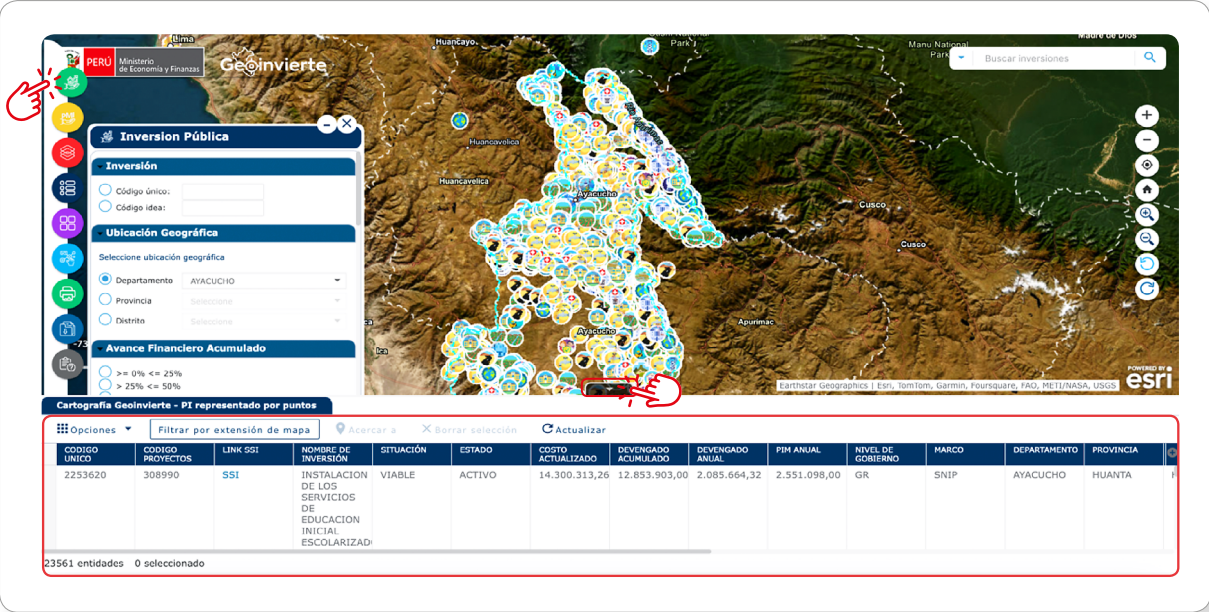 Lima
Huancayo
Park
Manu National
Park
Madre de Dios
PERÚ
Ministerio
de Economía y Finanzas
Geoinvierte
Buscar inversiones
Inversion Pública
Inversión
Código único:
Código idea:
Ubicación Geográfica
Seleccione ubicación
geográfica
Departamento AYACUCHO
Provincia Seleccione
Distrito Seleccione
Avance Financiero Acumulado
>= 0% <= 25%
> 25% <= 50%
-73
Huancavolica
Huancavelica
Ayacucho
Cusco
Cusco
Ayacucho
Apurimac
ca
Ica
Earthstar Geographics | Esri, TomTom, Garmin, Foursquare, FAO, METI/NASA, USGS
POWERED BY
esri
Cartografía Geoinvierte - PI representado por puntos
Opciones Filtrar por extensión de mapa Acercar a Borrar selección Actualizar
CODIGO UNICO CODIGO PROYECTOS LINK SSI NOMBRE DE INVERSIÓN SITUACIÓN ESTADO COSTO ACTUALIZADO DEVENGADO ACUMULADO DEVENGADO ANUAL PIM ANUAL NIVEL DE GOBIERNO MARCO DEPARTAMENTO PROVINCIA
2253620 308990 SSI INSTALACION VIABLE ACTIVO 14.300.313,26 12.853.903,00 2.085.664,32 2.551.098,00 GR SNIP AYACUCHO HUANTA
DE LOS
SERVICIOS
DE
EDUCACION
INICIAL
ESCOLARIZAD
23561 entidades 0 seleccionado